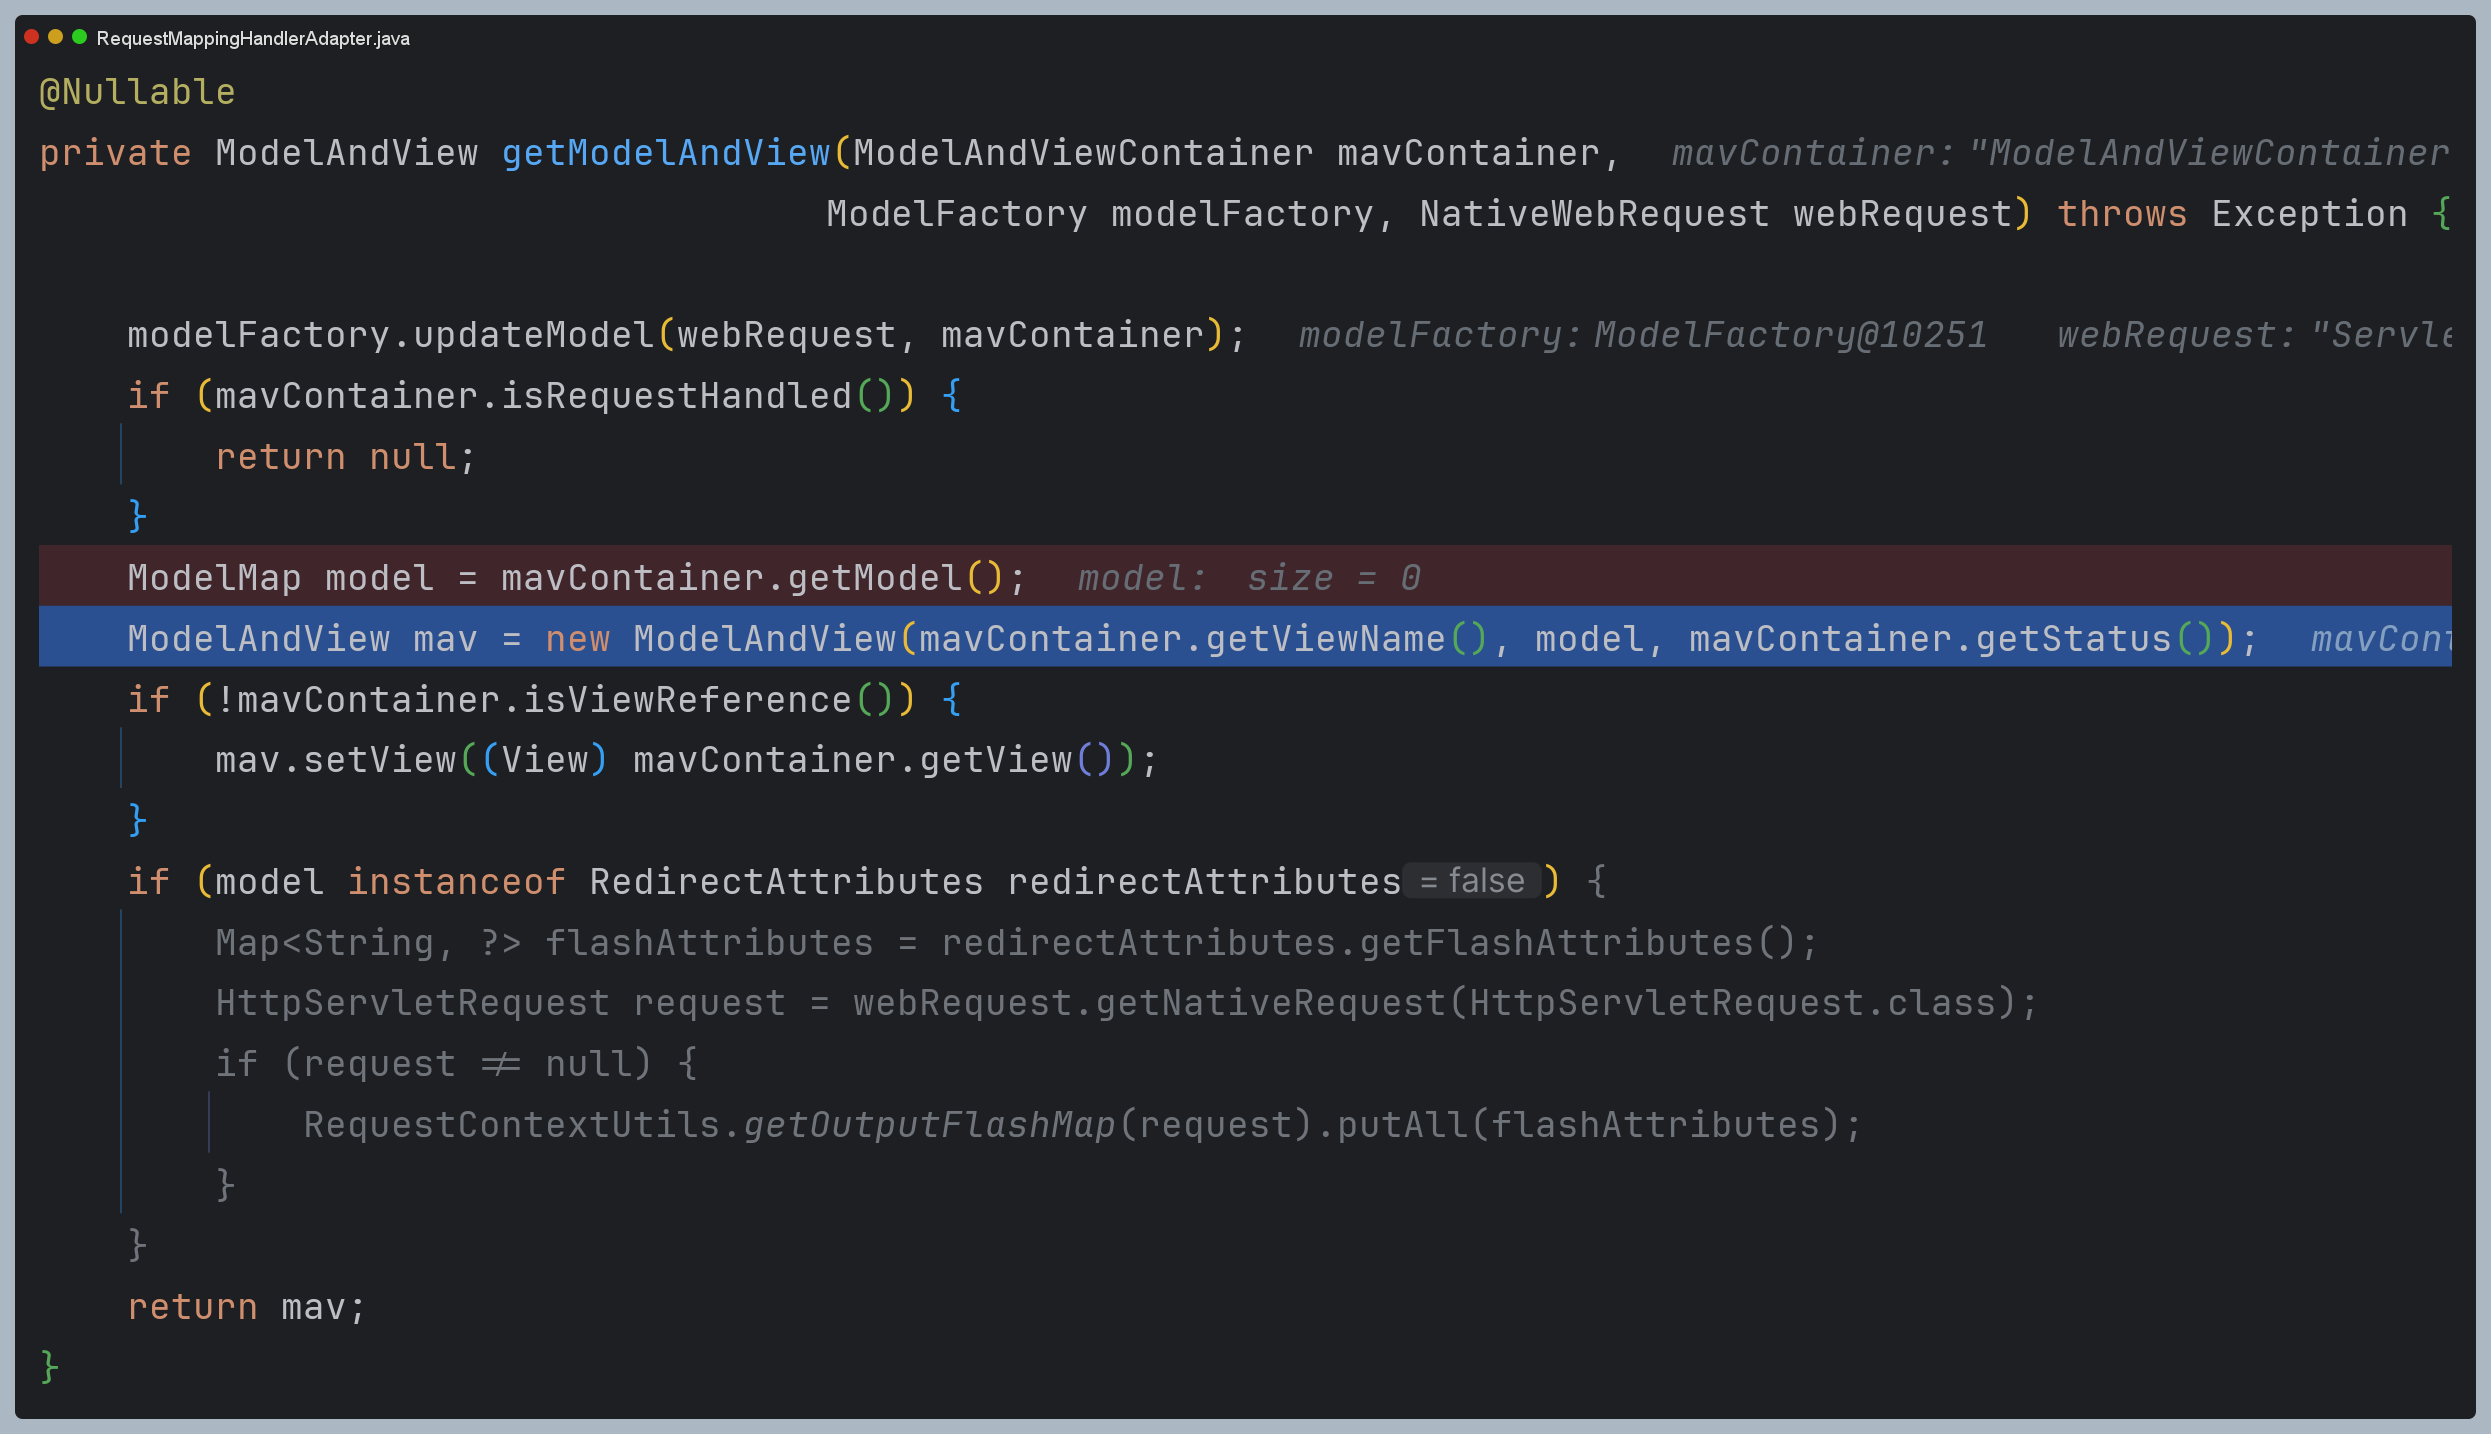 RequestMappingHandlerAdapter.java
@Nullable
private ModelAndView getModelAndView(ModelAndViewContainer mavContainer, mavContainer: "ModelAndViewContainer
ModelFactory modelFactory, NativeWebRequest webRequest) throws Exception {
modelFactory.updateModel(webRequest, mavContainer); modelFactory: ModelFactory@10251 webRequest: "Servle
if (mavContainer.isRequestHandled()) {
return null;
}
ModelMap model = mavContainer.getModel(); model: size = 0
ModelAndView mav = new ModelAndView(mavContainer.getViewName(), model, mavContainer.getStatus()); mavCont
if (!mavContainer.isViewReference()) {
mav.setView((View) mavContainer.getView());
}
if (model instanceof RedirectAttributes redirectAttributes = false ) {
Map<String, ?> flashAttributes = redirectAttributes.getFlashAttributes();
HttpServletRequest request = webRequest.getNativeRequest(HttpServletRequest.class);
if (request != null) {
RequestContextUtils.getOutputFlashMap(request).putAll(flashAttributes);
}
}
return mav;
}